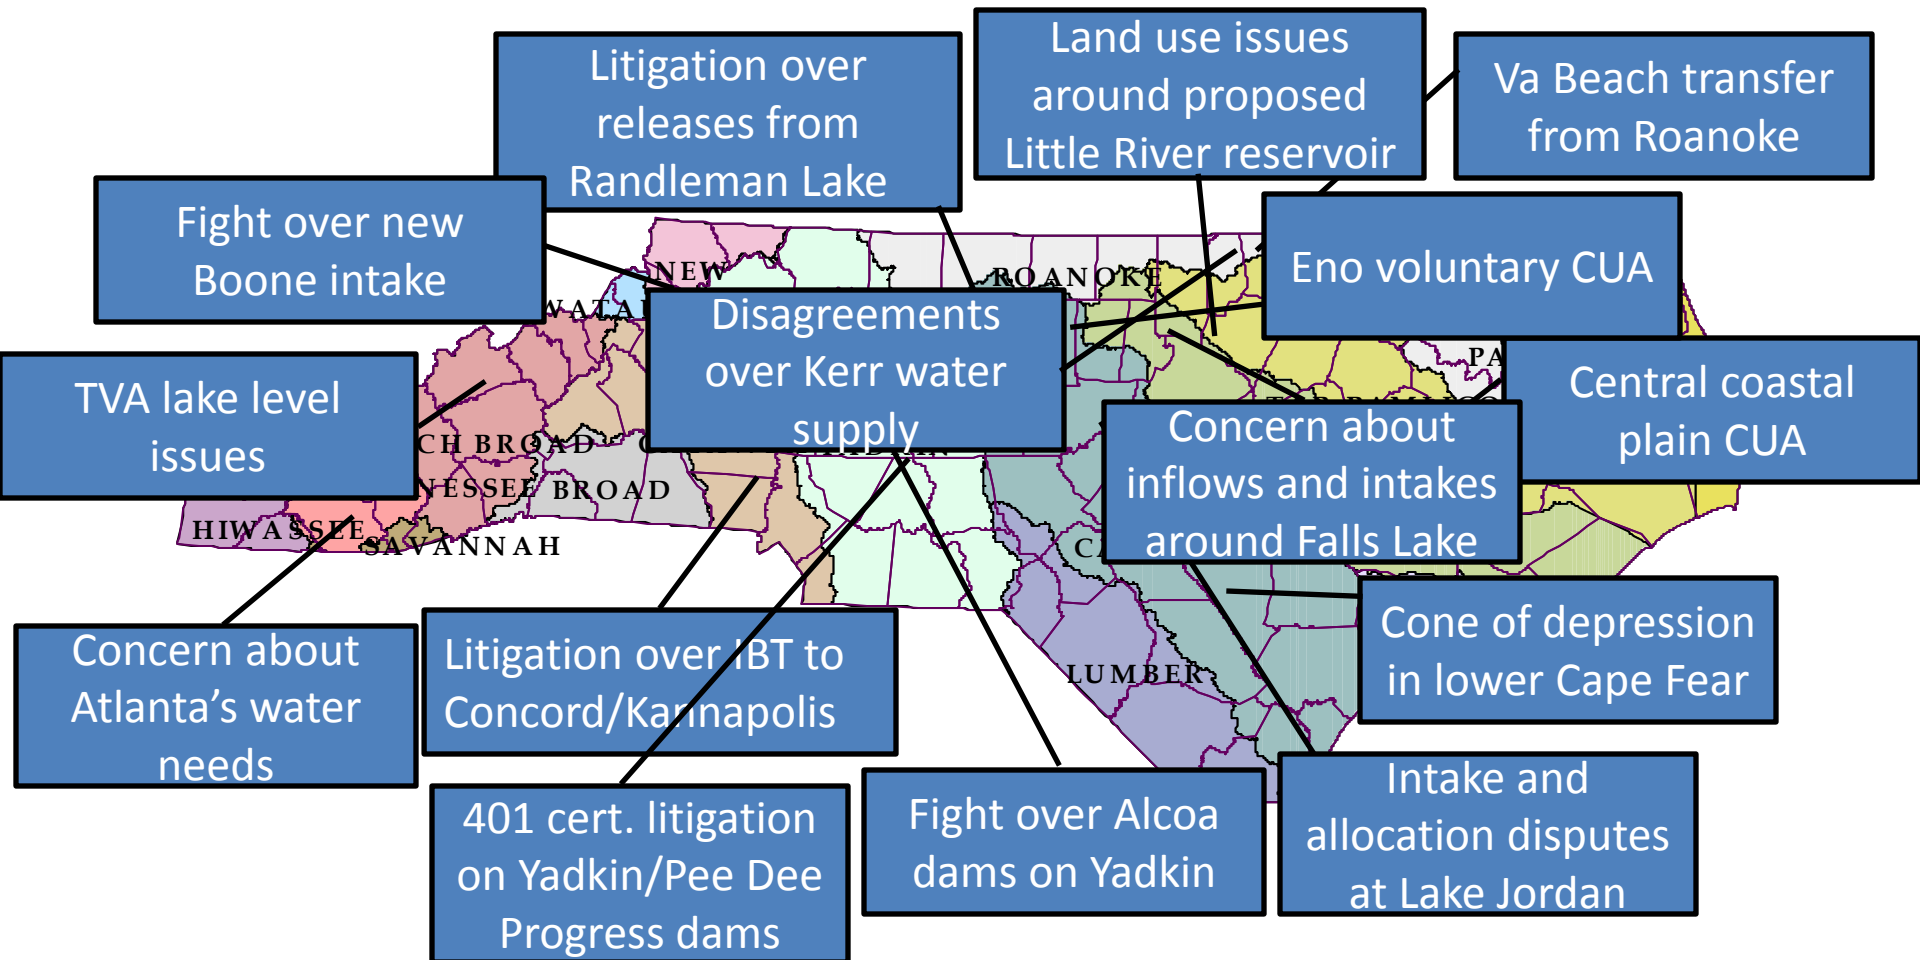 Litigation over
releases from
Randleman Lake
Land use issues
around proposed
Little River reservoir
Va Beach transfer
from Roanoke
Fight over new
Boone intake
Eno voluntary CUA
NEW
ROANOKE
Disagreements
over Kerr water
supply
TVA lake level
issues
Central coastal
plain CUA
Concern about
inflows and intakes
around Falls Lake
BROAD
BROAD
HIWASSEE
SAVANNAH
LUMBER
Concern about
Atlanta’s water
needs
Litigation over IBT to
Concord/Kannapolis
Cone of depression
in lower Cape Fear
401 cert. litigation
on Yadkin/Pee Dee
Progress dams
Fight over Alcoa
dams on Yadkin
Intake and
allocation disputes
at Lake Jordan